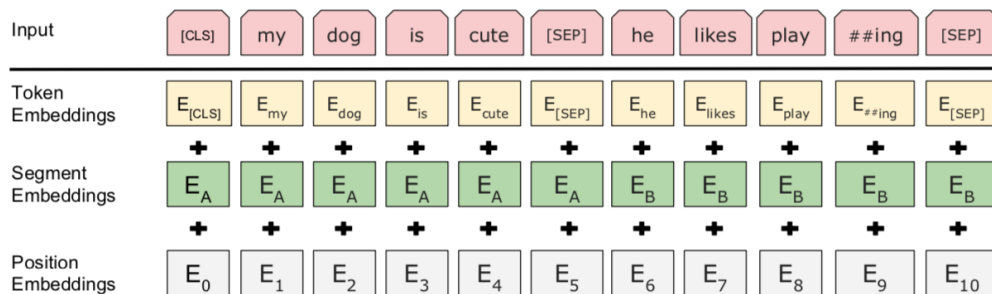 Input [CLS] my dog is cute [SEP] he likes play ##ing [SEP]
Token
Embeddings E[CLS] Emy Edog Eis Ecute E[SEP] Ehe Elikes Eplay E##ing E[SEP]
+ + + + + + + + + + +
Segment
Embeddings EA EA EA EA EA EA EB EB EB EB EB
+ + + + + + + + + + +
Position
Embeddings E0 E1 E2 E3 E4 E5 E6 E7 E8 E9 E10